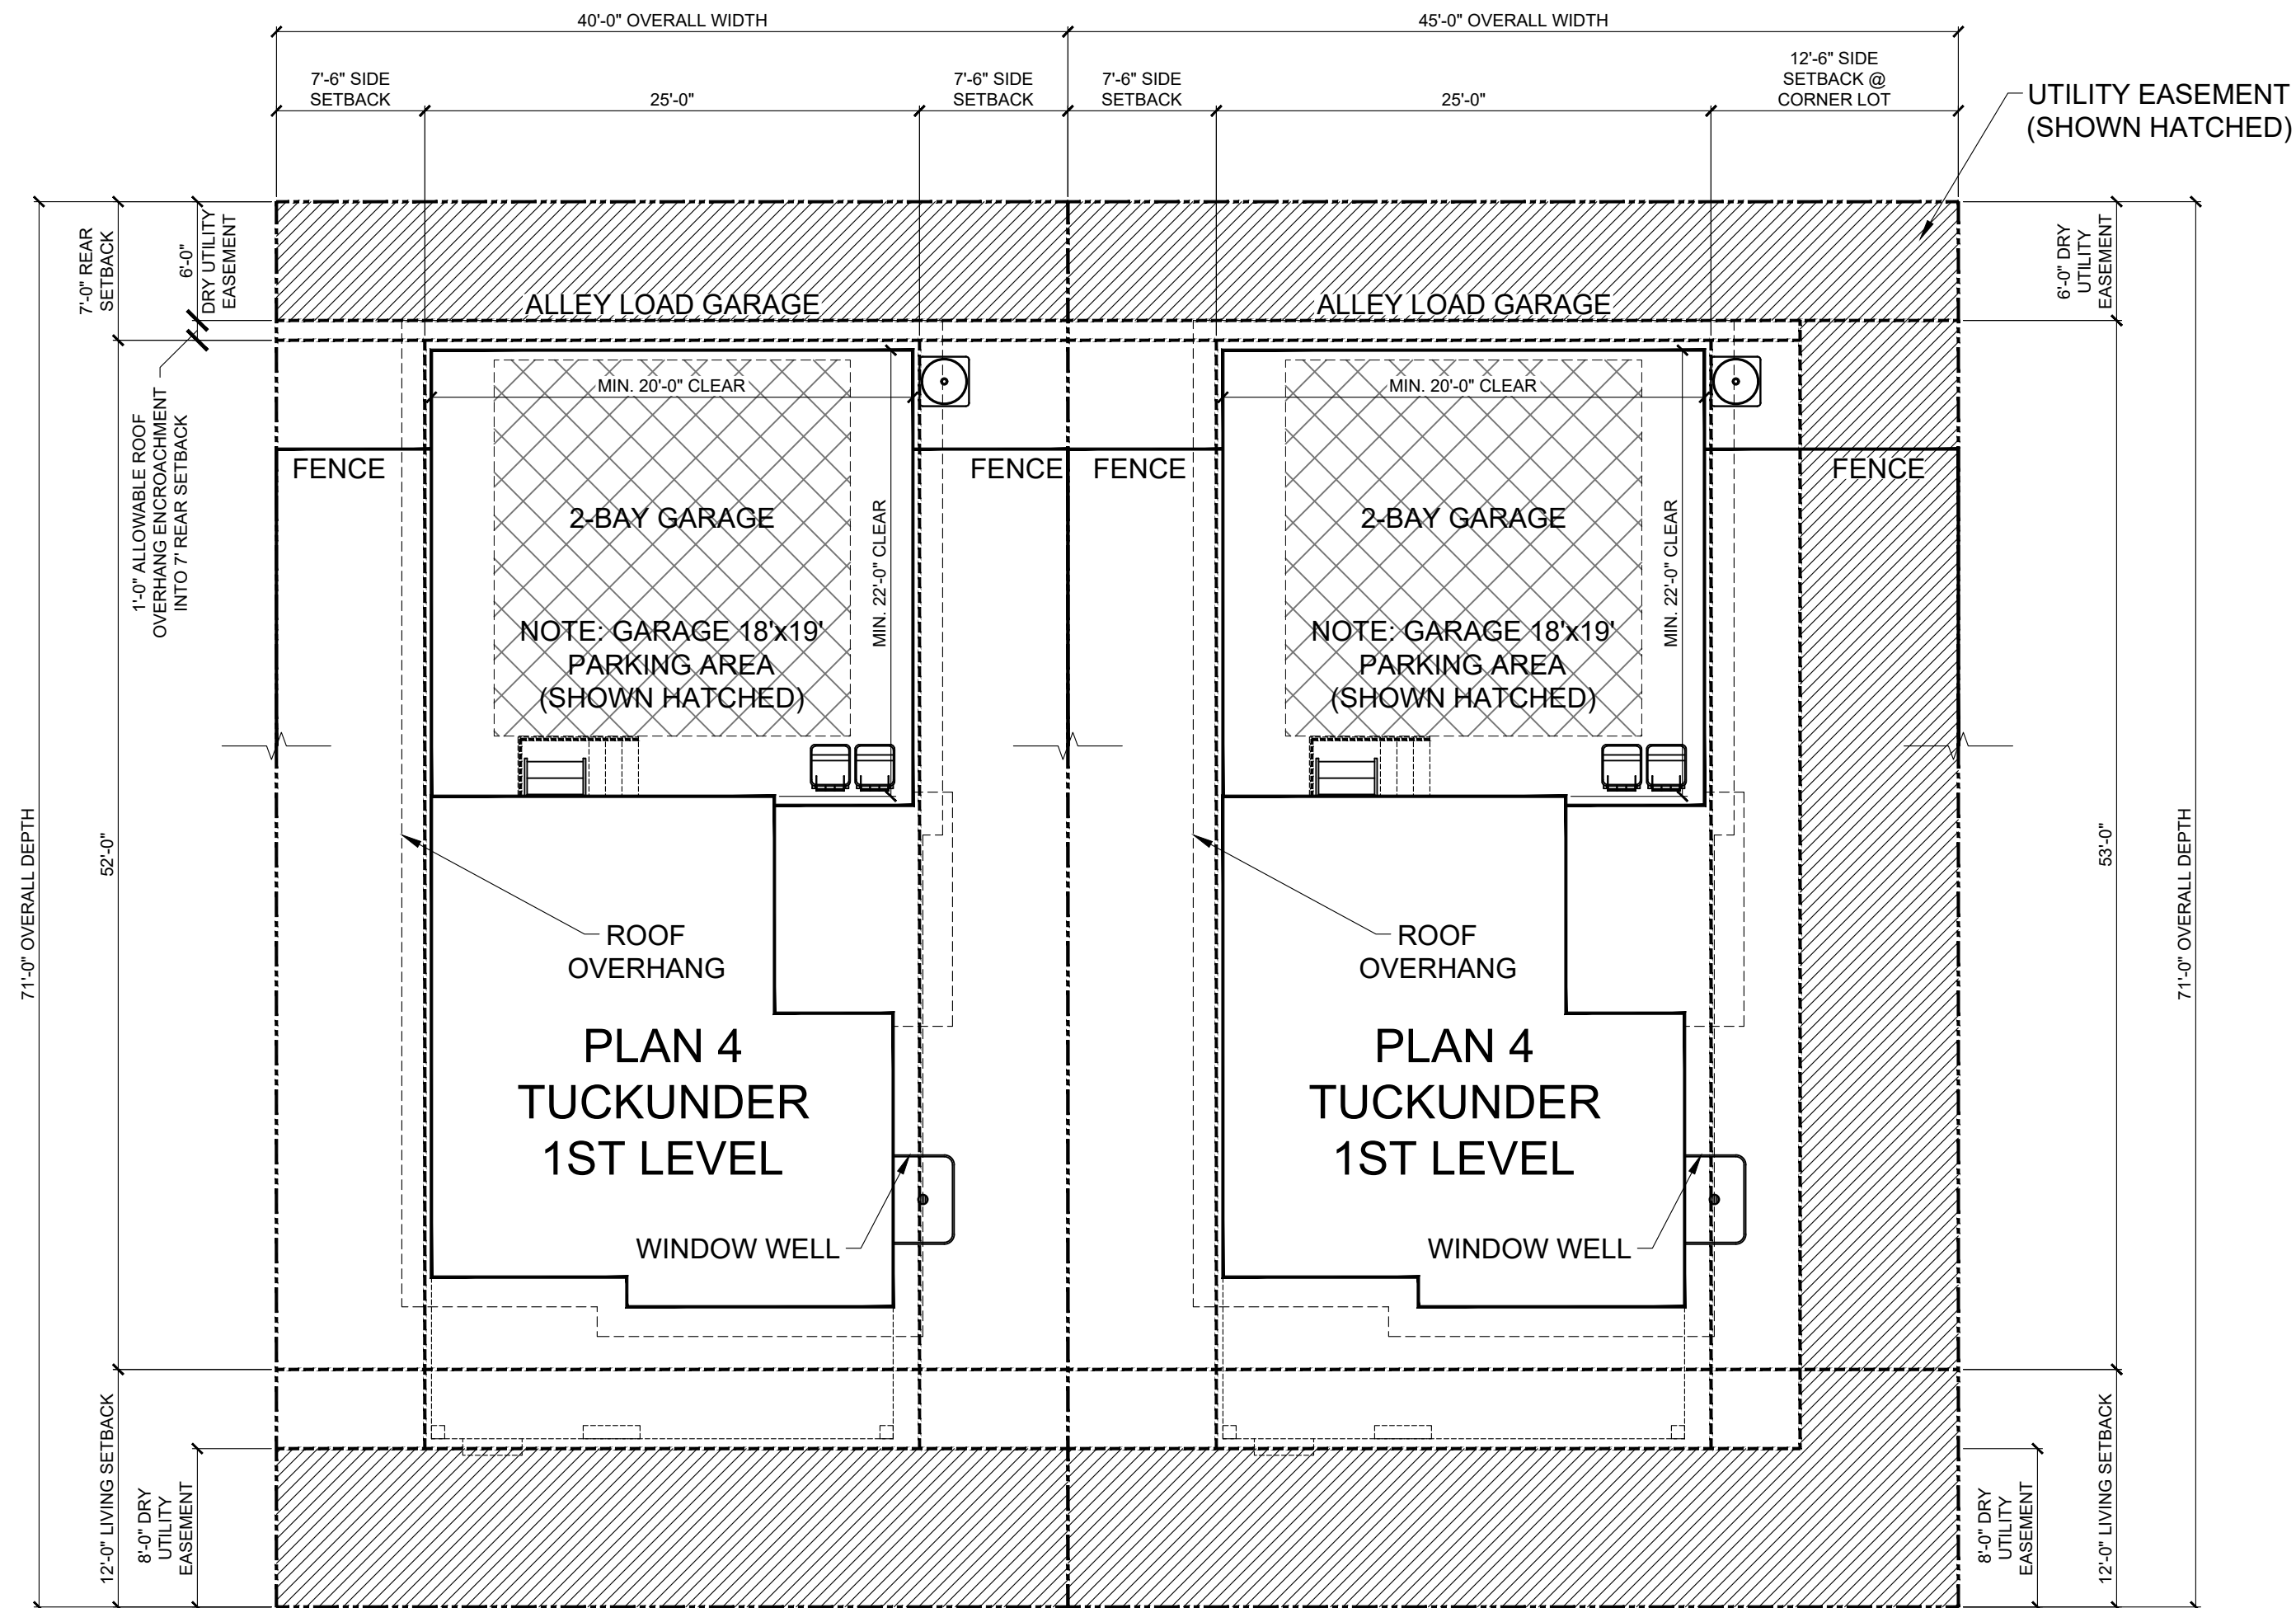 40'-0" OVERALL WIDTH
45'-0" OVERALL WIDTH
7'-6" SIDE
SETBACK
25'-0"
7'-6" SIDE
SETBACK
7'-6" SIDE
SETBACK
25'-0"
12'-6" SIDE
SETBACK @
CORNER LOT
UTILITY EASEMENT
(SHOWN HATCHED)
7'-0" REAR
SETBACK
6'-0"
DRY UTILITY
EASEMENT
6'-0" DRY
UTILITY
EASEMENT
ALLEY LOAD GARAGE
ALLEY LOAD GARAGE
MIN. 20'-0" CLEAR
MIN. 20'-0" CLEAR
1'-0" ALLOWABLE ROOF
OVERHANG ENCROACHMENT
INTO 7' REAR SETBACK
FENCE
FENCE
FENCE
FENCE
2-BAY GARAGE
MIN. 22'-0" CLEAR
2-BAY GARAGE
MIN. 22'-0" CLEAR
NOTE: GARAGE 18'x19'
PARKING AREA
(SHOWN HATCHED)
NOTE: GARAGE 18'x19'
PARKING AREA
(SHOWN HATCHED)
71'-0" OVERALL DEPTH
52'-0"
53'-0"
71'-0" OVERALL DEPTH
ROOF
OVERHANG
ROOF
OVERHANG
PLAN 4
TUCKUNDER
1ST LEVEL
PLAN 4
TUCKUNDER
1ST LEVEL
WINDOW WELL
WINDOW WELL
12'-0" LIVING SETBACK
8'-0" DRY
UTILITY
EASEMENT
8'-0" DRY
UTILITY
EASEMENT
12'-0" LIVING SETBACK